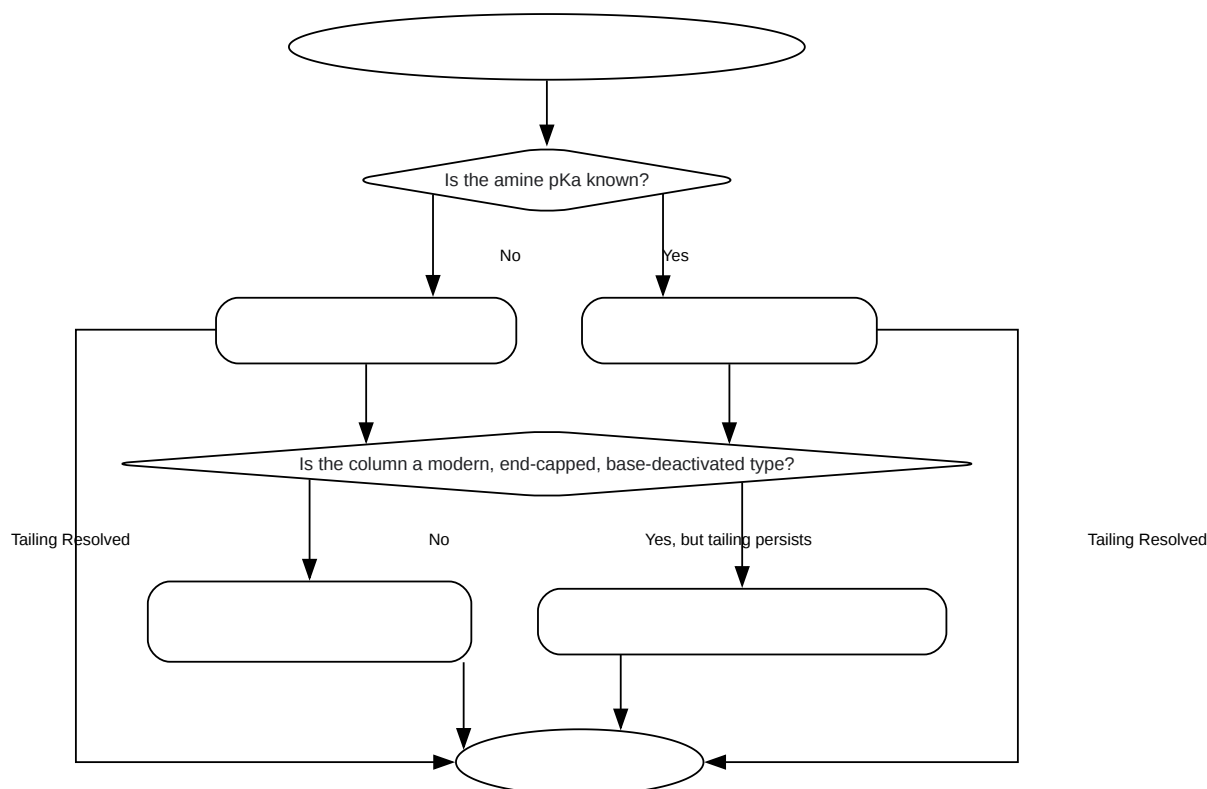 Is the amine pKa known?
No
Yes
Is the column a modern, end-capped, base-deactivated type?
Tailing Resolved
No
Yes, but tailing persists
Tailing Resolved